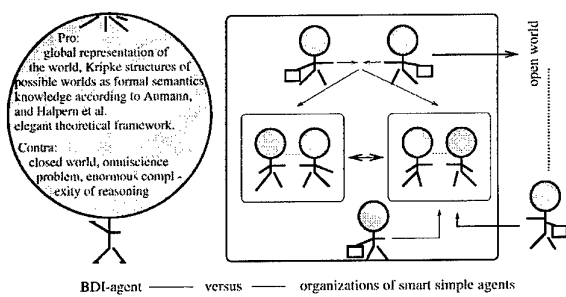 Pro:
global representation of
the world, Kripke structures of
possible worlds as formal semantics
knowledge according to Aumann,
and Halpern et al.
elegant theoretical framework.
Contra:
closed world, omniscience
problem, enormous compl -
exity of reasoning
open world
BDI-agent — versus — organizations of smart simple agents